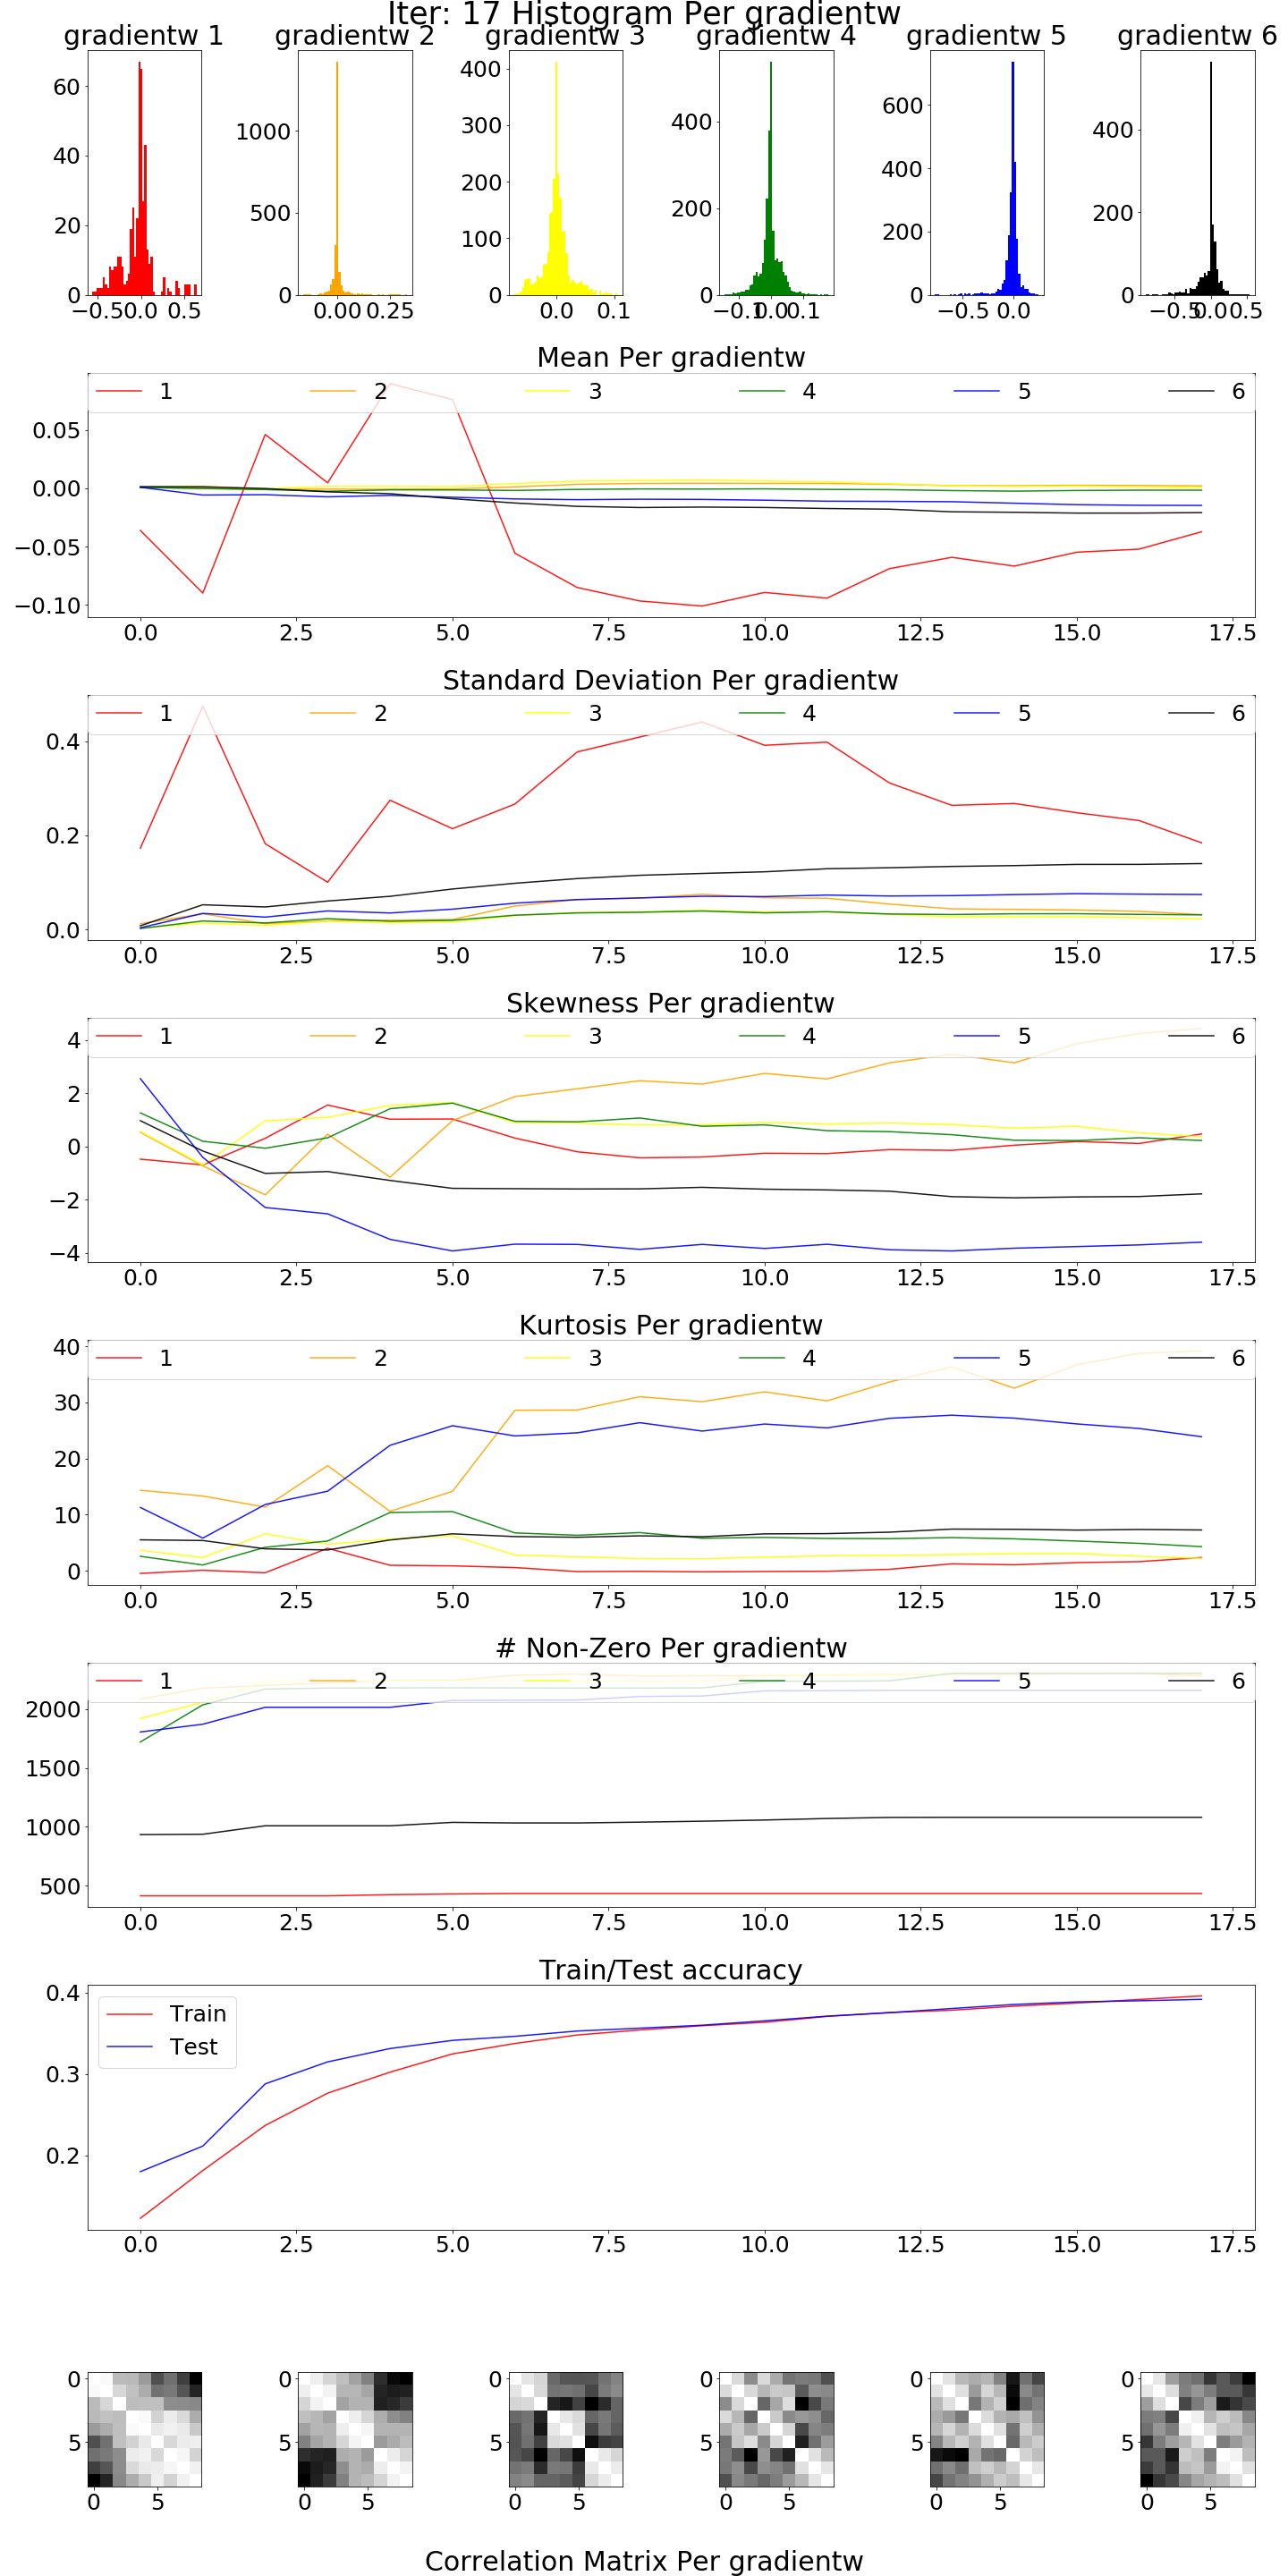 Iter: 17 Histogram Per gradientw
gradientw 1 gradientw 2 gradientw 3 gradientw 4 gradientw 5 gradientw 6
60
40
20
0
−0.5 0.0 0.5
1000
500
0
0.00 0.25
400
300
200
100
0
0.0 0.1
400
200
0
−0.1 0.0 0.1
600
400
200
0
−0.5 0.0
400
200
0
−0.5 0.0 0.5
Mean Per gradientw
1 2 3 4 5 6
0.05
0.00
−0.05
−0.10
0.0 2.5 5.0 7.5 10.0 12.5 15.0 17.5
Standard Deviation Per gradientw
1 2 3 4 5 6
0.4
0.2
0.0
0.0 2.5 5.0 7.5 10.0 12.5 15.0 17.5
Skewness Per gradientw
1 2 3 4 5 6
4
2
0
−2
−4
0.0 2.5 5.0 7.5 10.0 12.5 15.0 17.5
Kurtosis Per gradientw
1 2 3 4 5 6
40
30
20
10
0
0.0 2.5 5.0 7.5 10.0 12.5 15.0 17.5
# Non-Zero Per gradientw
1 2 3 4 5 6
2000
1500
1000
500
0.0 2.5 5.0 7.5 10.0 12.5 15.0 17.5
Train/Test accuracy
Train
Test
0.4
0.3
0.2
0.0 2.5 5.0 7.5 10.0 12.5 15.0 17.5
0 0 0 0 0 0
5 5 5 5 5 5
0 5 0 5 0 5 0 5 0 5 0 5
Correlation Matrix Per gradientw